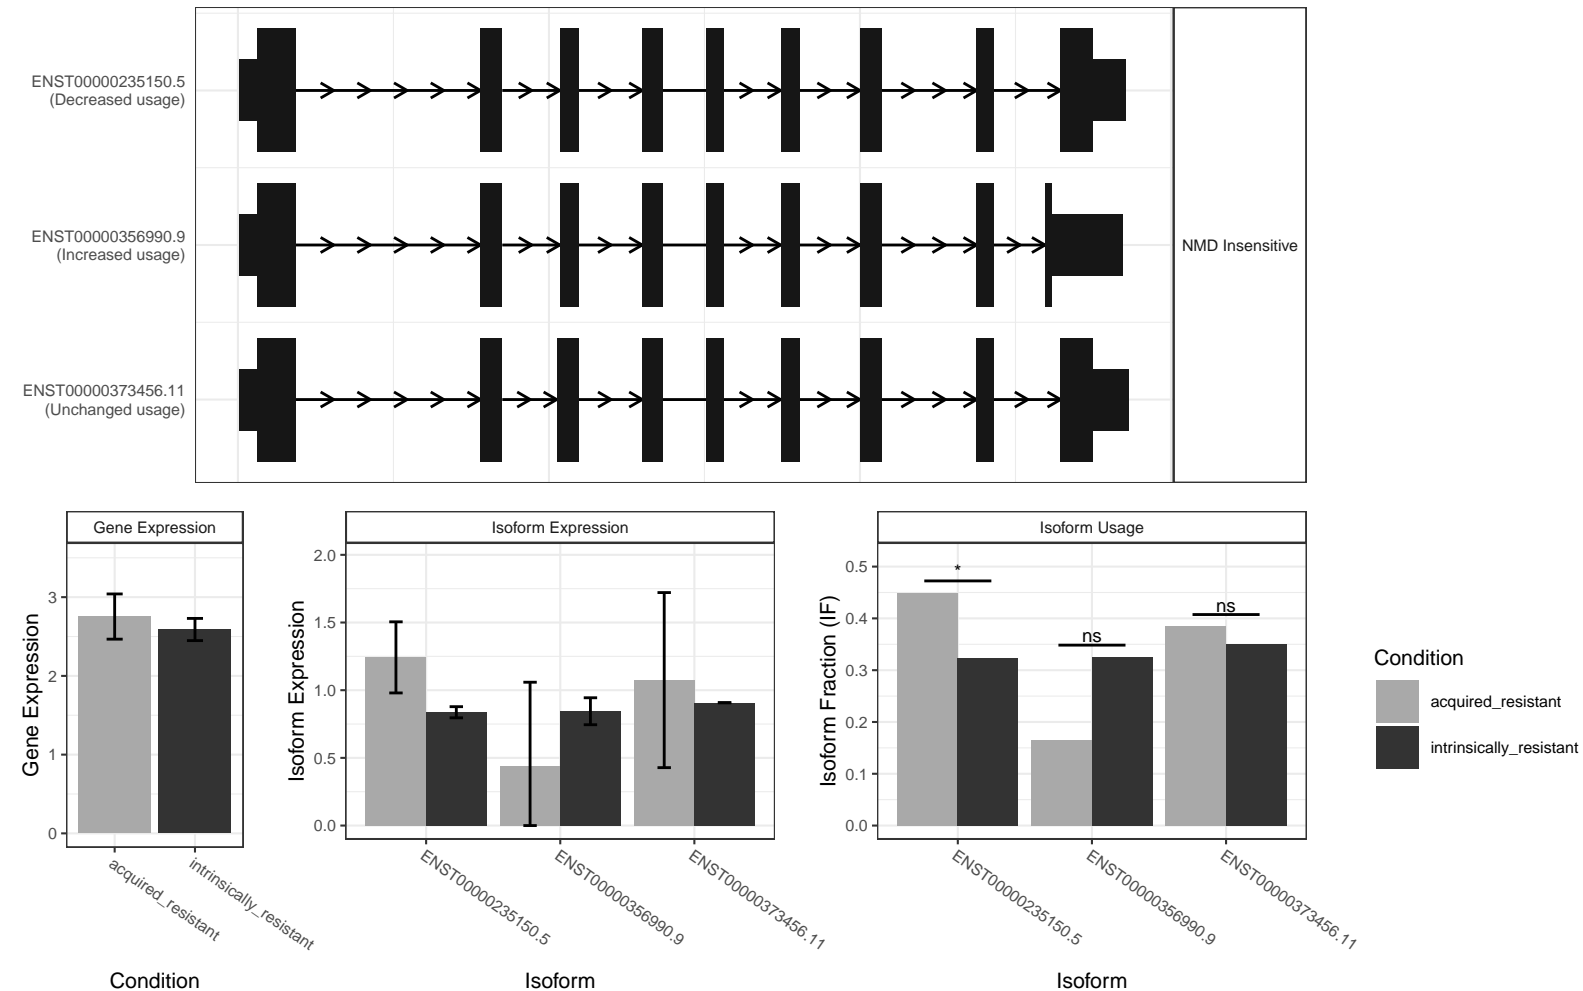 ENST00000235150.5
(Decreased usage)
ENST00000356990.9
(Increased usage)
NMD Insensitive
ENST00000373456.11
(Unchanged usage)
Gene Expression
Isoform Expression
Isoform Usage
Gene Expression
3
2
1
0
acquired_resistant
intrinsically_resistant
Condition
Isoform Expression
2.0
1.5
1.0
0.5
0.0
ENST00000235150.5
ENST00000356990.9
ENST00000373456.11
Isoform
Isoform Fraction (IF)
0.5
0.4
0.3
0.2
0.1
0.0
*
ns
ns
ENST00000235150.5
ENST00000356990.9
ENST00000373456.11
Isoform
Condition
acquired_resistant
intrinsically_resistant